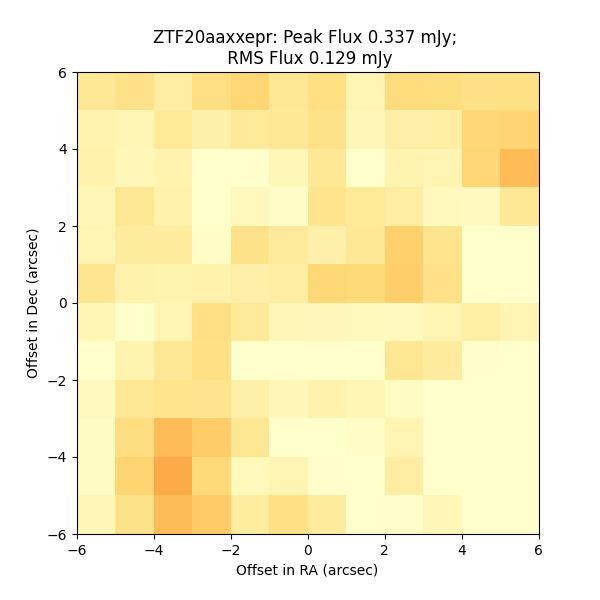 ZTF20aaxxepr: Peak Flux 0.337 mJy;
RMS Flux 0.129 mJy
6
4
2
0
−2
−4
−6
Offset in Dec (arcsec)
−6 −4 −2 0 2 4 6
Offset in RA (arcsec)